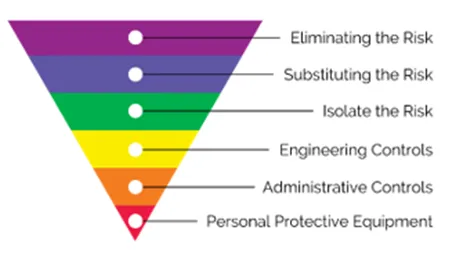 Eliminating the Risk
Substituting the Risk
Isolate the Risk
Engineering Controls
Administrative Controls
Personal Protective Equipment